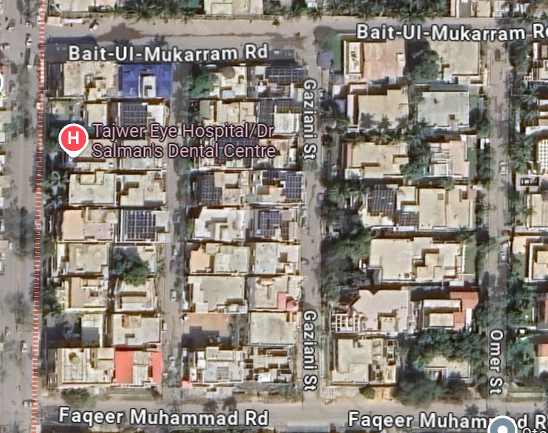 Bait-Ul-Mukarram Rd
Bait-Ul-Mukarram R
Gaziani St
H
Tajwer Eye Hospital/Dr
Salman's Dental Centre
Gaziani St
Omer St
Faqeer Muhammad Rd
Faqeer Muhammad Rd